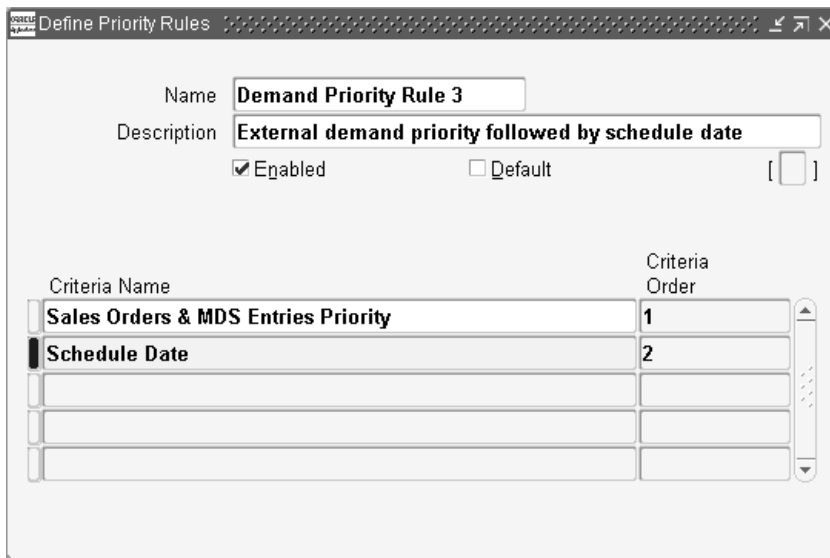 Define Priority Rules
Name Demand Priority Rule 3
Description External demand priority followed by schedule date
Enabled Default [ ]
Criteria
Criteria Name Order
Sales Orders & MDS Entries Priority 1
Schedule Date 2